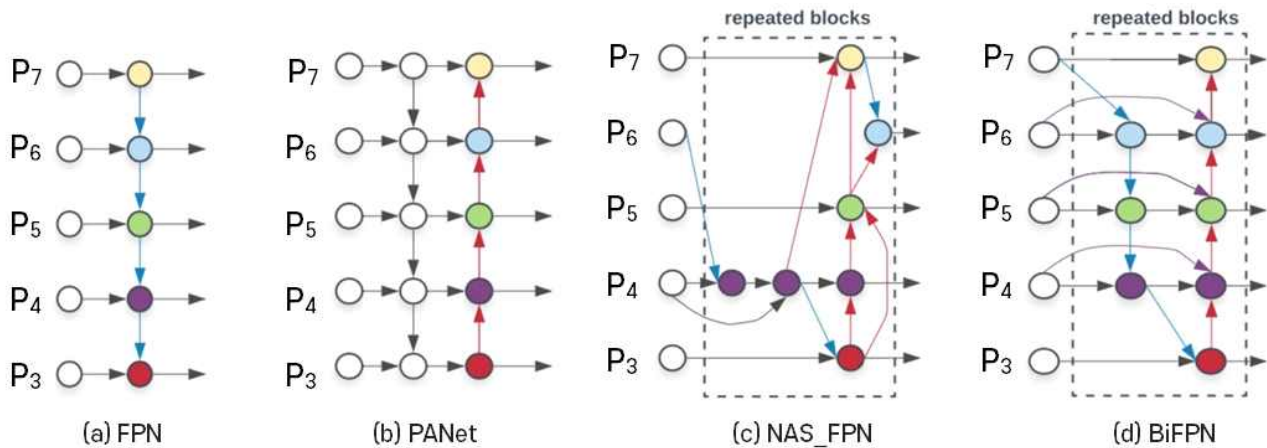 repeated blocks
repeated blocks
P7
P7
P7
P7
P6
P6
P6
P6
P5
P5
P5
P5
P4
P4
P4
P4
P3
P3
P3
P3
(a) FPN
(b) PANet
(c) NAS_FPN
(d) BiFPN